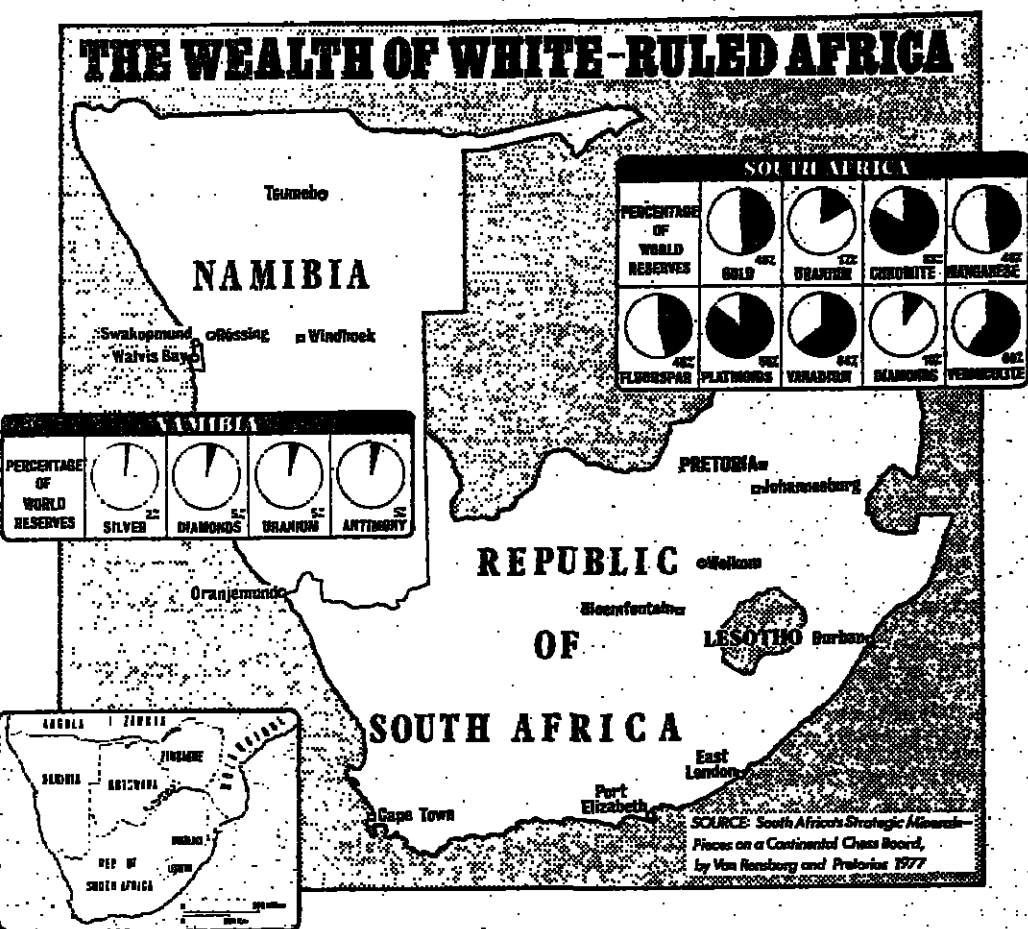 THE WEALTH OF WHITE-RULED AFRICA
SOUTH AFRICA
PERCENTAGE
OF
WORLD
RESERVES
GOLD
URANIUM 17%
CHROMITE
MANGANESE
FLUORSPAR
PLATINOIDS
VANADIUM 64%
DIAMONDS
VERMICULITE
Tsumeb
NAMIBIA
Swakopmund
Rössing
Windhoek
Walvis Bay
NAMIBIA
PERCENTAGE
OF
WORLD
RESERVES
SILVER
DIAMONDS
URANIUM
ANTIMONY
PRETORIA
Johannesburg
REPUBLIC
Welkom
Oranjemund
Bloemfontein
LESOTHO
Durban
OF
SOUTH AFRICA
East
London
Port
Elizabeth
Cape Town
ANGOLA
ZAMBIA
ZIMBABWE
NAMIBIA
BOTSWANA
REP OF
SOUTH AFRICA
SOURCE: South Africa's Strategic Minerals—
Pieces on a Continental Chess Board,
by Van Rensburg and Pretorius 1977